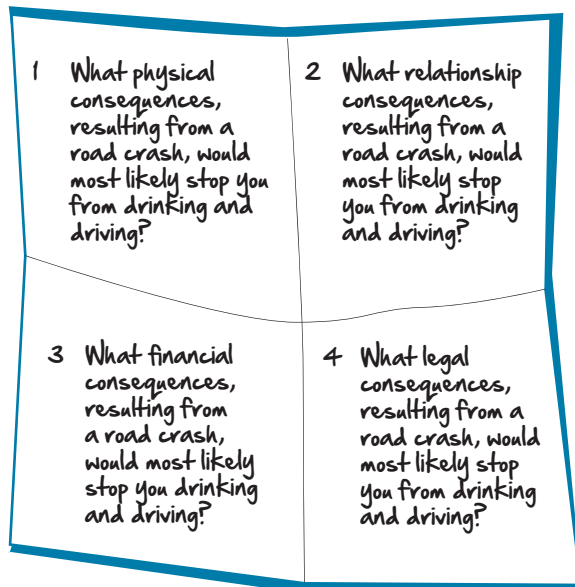 1 What physical
consequences,
resulting from a
road crash, would
most likely stop you
from drinking and
driving?
2 What relationship
consequences,
resulting from a
road crash, would
most likely stop
you from drinking
and driving?
3 What financial
consequences,
resulting from
a road crash,
would most likely
stop you drinking
and driving?
4 What legal
consequences,
resulting from a
road crash, would
most likely stop
you from drinking
and driving?